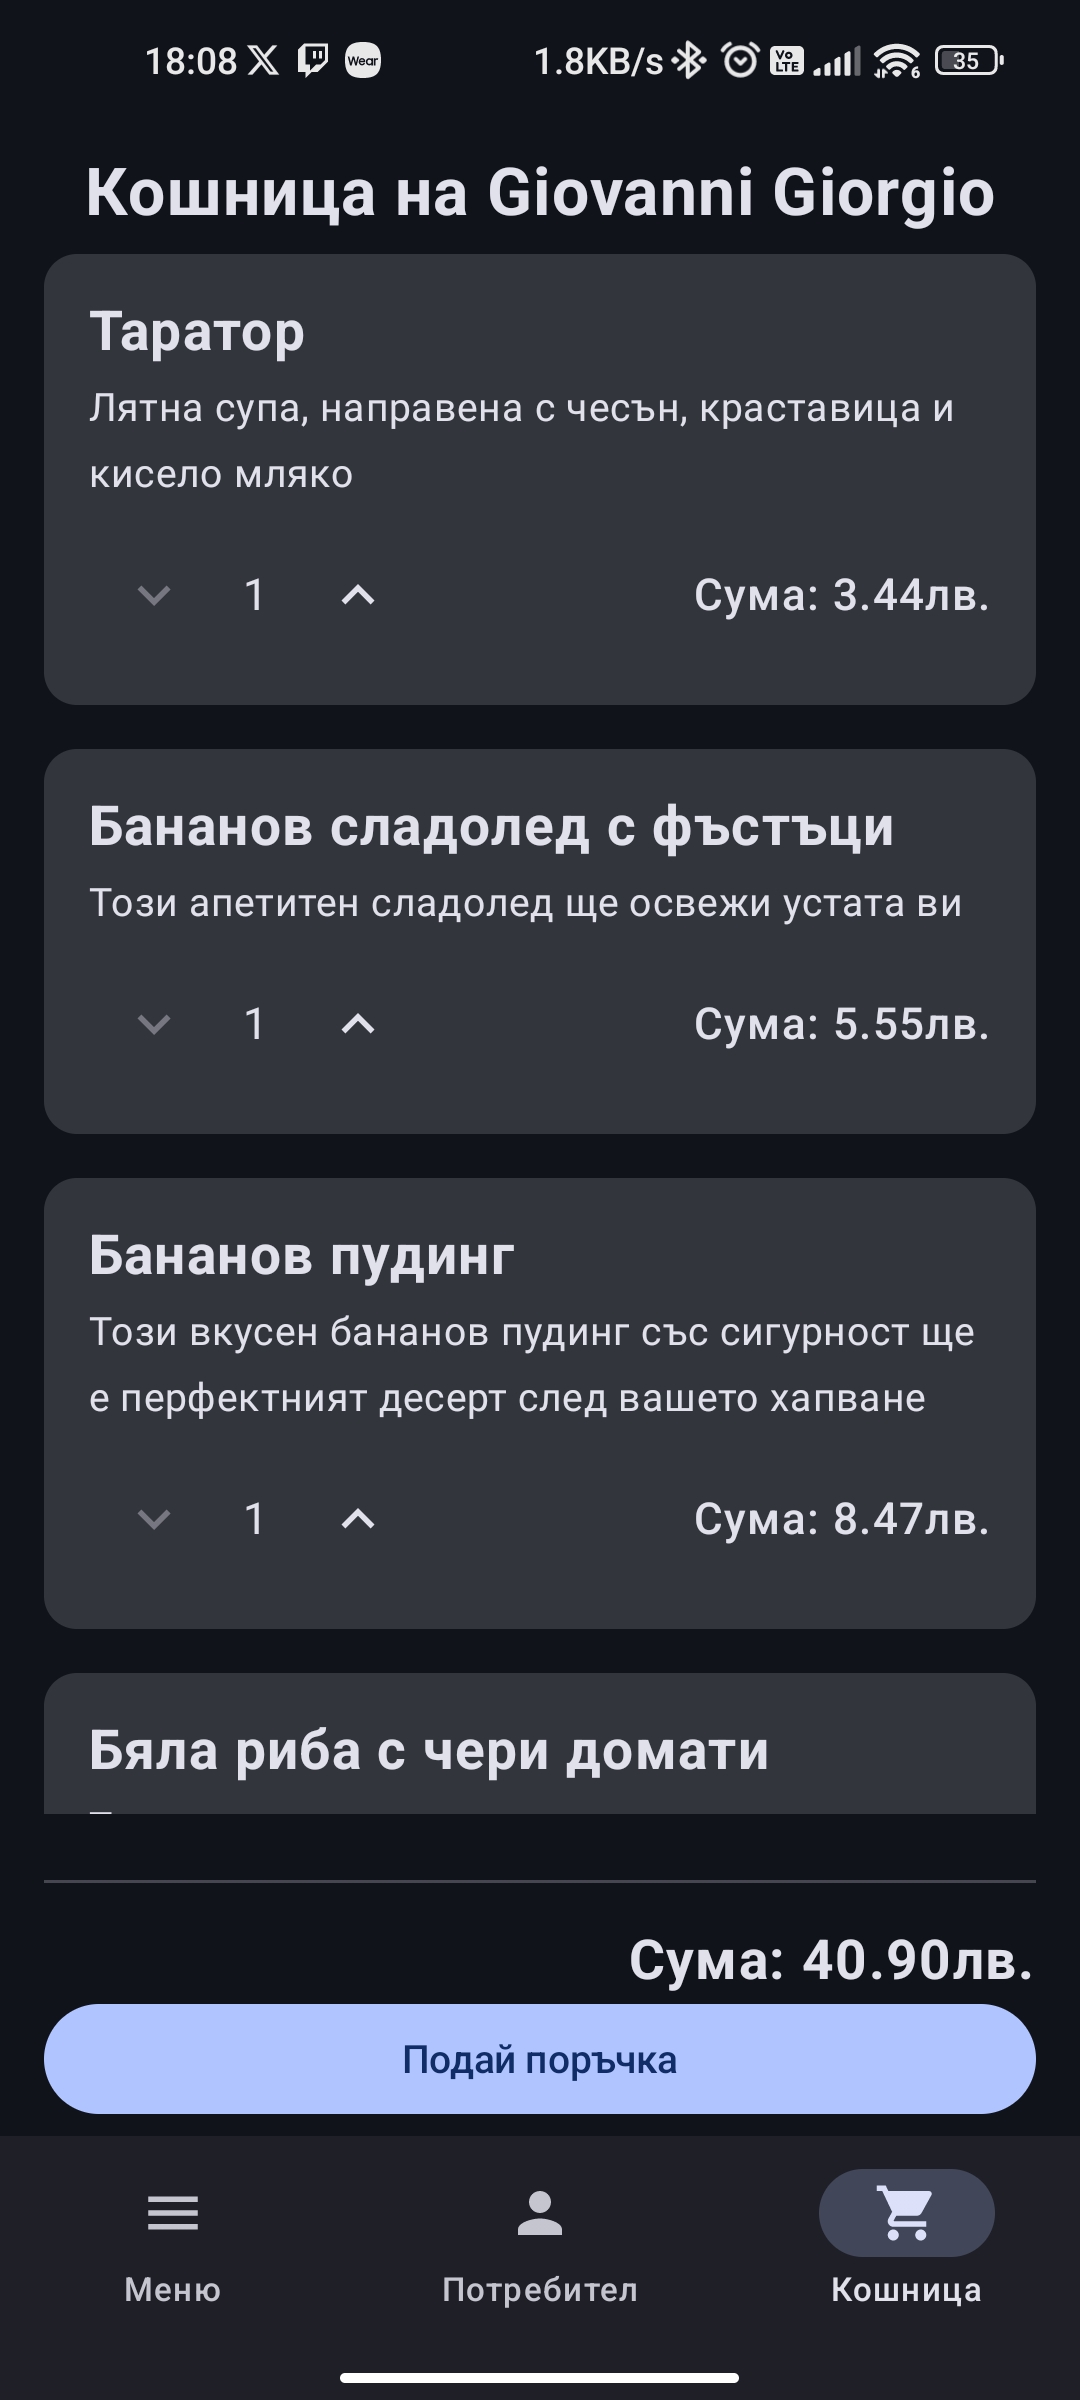 18:08 Wear 1.8KB/s Vo LTE 6 35
Кошница на Giovanni Giorgio
Таратор
Лятна супа, направена с чесън, краставица и
кисело мляко
1 Сума: 3.44лв.
Бананов сладолед с фъстъци
Този апетитен сладолед ще освежи устата ви
1 Сума: 5.55лв.
Бананов пудинг
Този вкусен бананов пудинг със сигурност ще
е перфектният десерт след вашето хапване
1 Сума: 8.47лв.
Бяла риба с чери домати
Сума: 40.90лв.
Подай поръчка
Меню Потребител Кошница